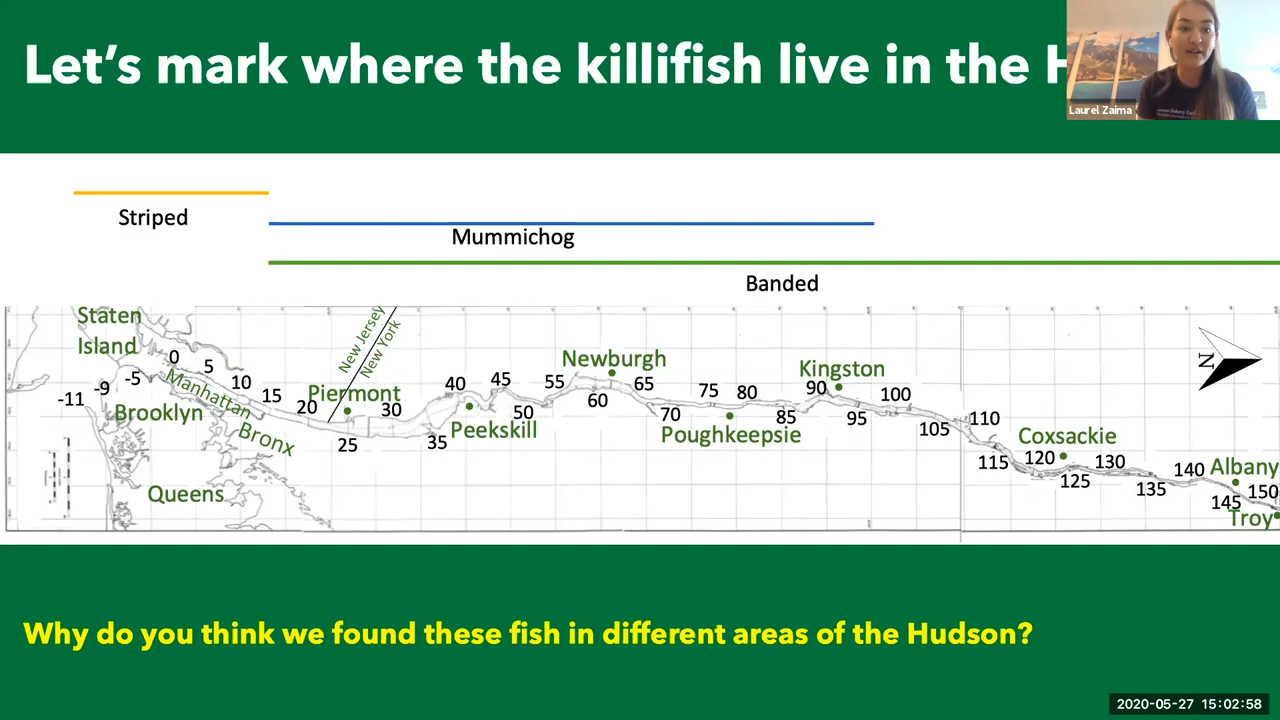 Let's mark where the killifish live in the H
Laurel Zaima
Striped
Mummichog
Banded
Staten
Island
New Jersey
New York
-11
-9
-5
0
5
10
15
20
25
30
35
40
45
50
55
60
65
70
75
80
85
90
95
100
105
110
115
120
125
130
135
140
145
150
Manhattan
Brooklyn
Bronx
Queens
Piermont
Peekskill
Newburgh
Poughkeepsie
Kingston
Coxsackie
Albany
Troy
N
Why do you think we found these fish in different areas of the Hudson?
2020-05-27 15:02:58